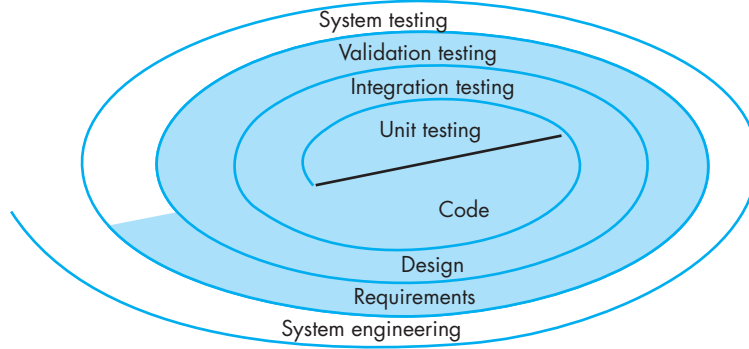 System testing
Validation testing
Integration testing
Unit testing
Code
Design
Requirements
System engineering